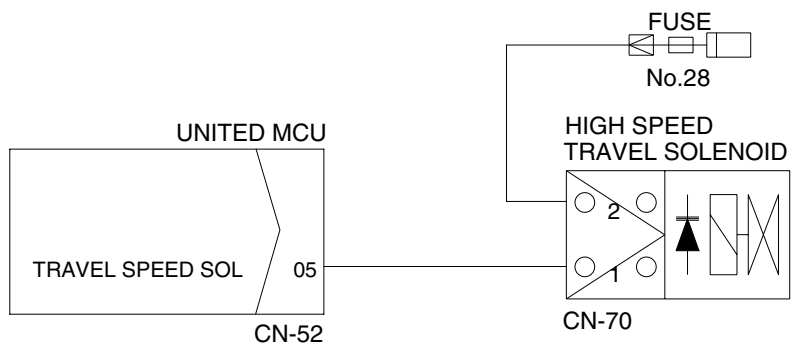 FUSE
No.28
UNITED MCU
HIGH SPEED
TRAVEL SOLENOID
2
TRAVEL SPEED SOL 05
1
CN-52
CN-70